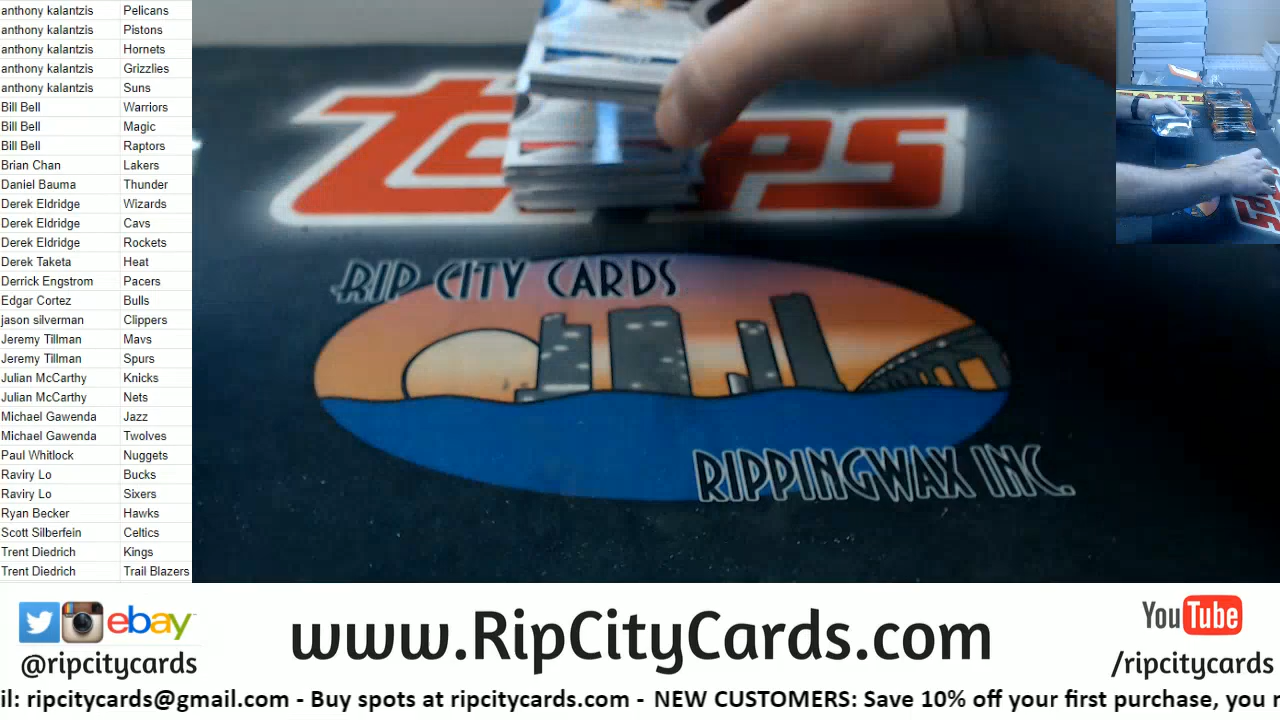 anthony kalantzis Pelicans
anthony kalantzis Pistons
anthony kalantzis Hornets
anthony kalantzis Grizzlies
anthony kalantzis Suns
Bill Bell Warriors
Bill Bell Magic
Bill Bell Raptors
Brian Chan Lakers
Daniel Bauma Thunder
Derek Eldridge Wizards
Derek Eldridge Cavs
Derek Eldridge Rockets
Derek Taketa Heat
Derrick Engstrom Pacers
Edgar Cortez Bulls
jason silverman Clippers
Jeremy Tillman Mavs
Jeremy Tillman Spurs
Julian McCarthy Knicks
Julian McCarthy Nets
Michael Gawenda Jazz
Michael Gawenda Twolves
Paul Whitlock Nuggets
Raviry Lo Bucks
Raviry Lo Sixers
Ryan Becker Hawks
Scott Silberfein Celtics
Trent Diedrich Kings
Trent Diedrich Trail Blazers
RIP CITY CARDS
RIPPINGWAX INC.
ebay
@ripcitycards
www.RipCityCards.com
YouTube
/ripcitycards
il: ripcitycards@gmail.com - Buy spots at ripcitycards.com - NEW CUSTOMERS: Save 10% off your first purchase, you